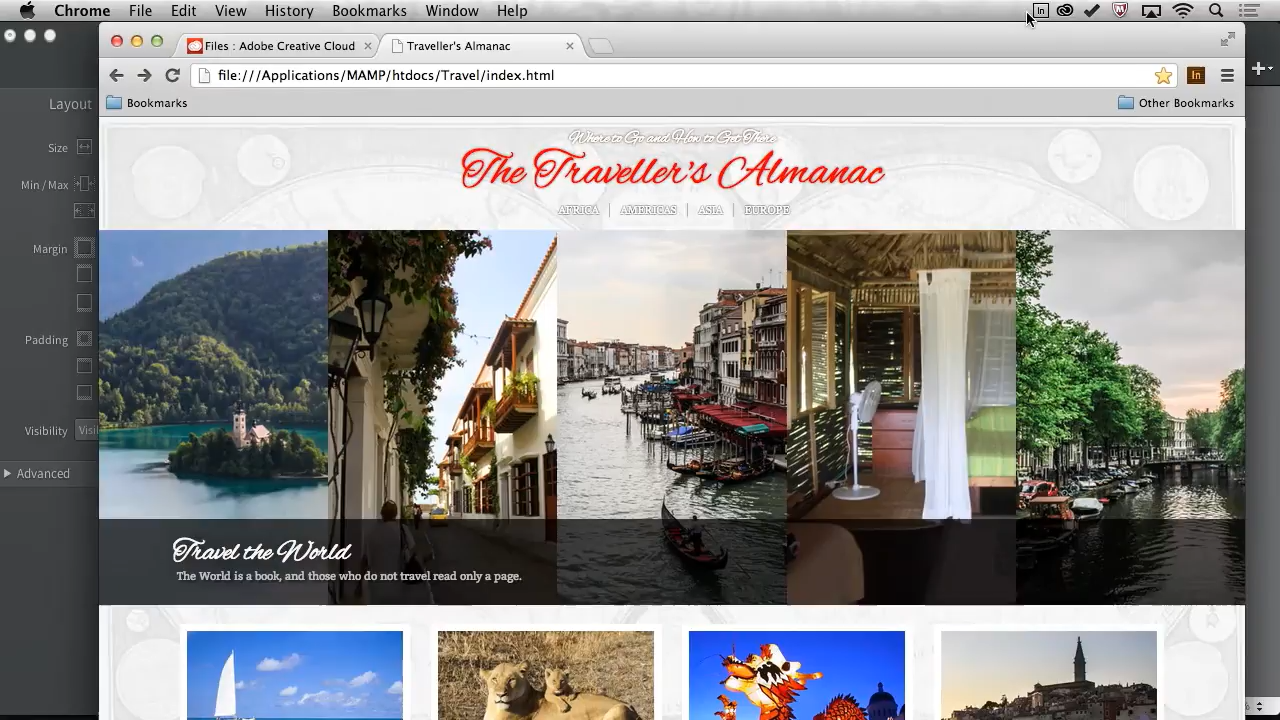 Chrome File Edit View History Bookmarks Window Help
Files : Adobe Creative Cloud
Traveller's Almanac
file:///Applications/MAMP/htdocs/Travel/index.html
In
Bookmarks
Other Bookmarks
Layout
Size
Min / Max
Margin
Padding
Visibility
Visi
Advanced
Where to Go and How to Get There
The Traveller's Almanac
AFRICA | AMERICAS | ASIA | EUROPE
Travel the World
The World is a book, and those who do not travel read only a page.